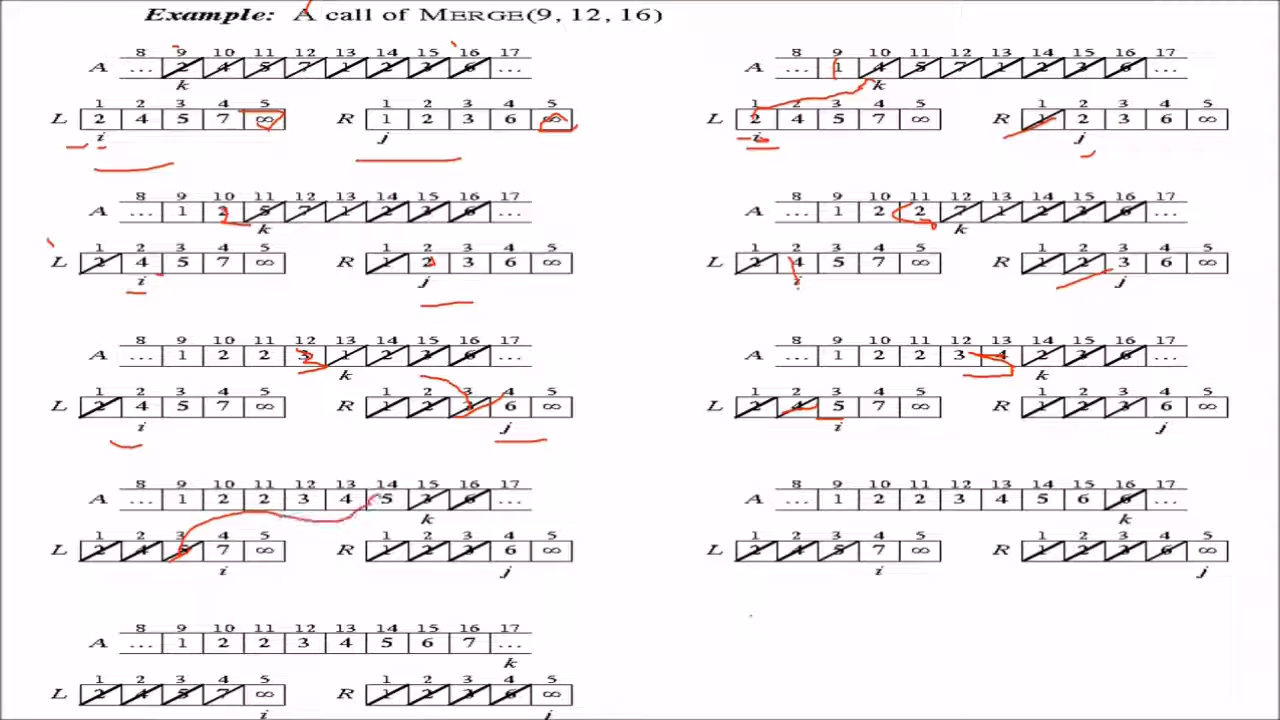 Example: A call of MERGE(9, 12, 16)
8 9 10 11 12 13 14 15 16 17
A ... 2 4 5 7 1 2 3 6 ...
k
1 2 3 4 5 1 2 3 4 5
L 2 4 5 7 ∞ R 1 2 3 6 ∞
i j
8 9 10 11 12 13 14 15 16 17
A ... 1 4 5 7 1 2 3 6 ...
k
1 2 3 4 5 1 2 3 4 5
L 2 4 5 7 ∞ R 1 2 3 6 ∞
i j
8 9 10 11 12 13 14 15 16 17
A ... 1 2 5 7 1 2 3 6 ...
k
1 2 3 4 5 1 2 3 4 5
L 2 4 5 7 ∞ R 1 2 3 6 ∞
i j
8 9 10 11 12 13 14 15 16 17
A ... 1 2 2 7 1 2 3 6 ...
k
1 2 3 4 5 1 2 3 4 5
L 2 4 5 7 ∞ R 1 2 3 6 ∞
i j
8 9 10 11 12 13 14 15 16 17
A ... 1 2 2 3 1 2 3 6 ...
k
1 2 3 4 5 1 2 3 4 5
L 2 4 5 7 ∞ R 1 2 3 6 ∞
i j
8 9 10 11 12 13 14 15 16 17
A ... 1 2 2 3 4 2 3 6 ...
k
1 2 3 4 5 1 2 3 4 5
L 2 4 5 7 ∞ R 1 2 3 6 ∞
i j
8 9 10 11 12 13 14 15 16 17
A ... 1 2 2 3 4 5 3 6 ...
k
1 2 3 4 5 1 2 3 4 5
L 2 4 5 7 ∞ R 1 2 3 6 ∞
i j
8 9 10 11 12 13 14 15 16 17
A ... 1 2 2 3 4 5 6 6 ...
k
1 2 3 4 5 1 2 3 4 5
L 2 4 5 7 ∞ R 1 2 3 6 ∞
i j
8 9 10 11 12 13 14 15 16 17
A ... 1 2 2 3 4 5 6 7 ...
k
1 2 3 4 5 1 2 3 4 5
L 2 4 5 7 ∞ R 1 2 3 6 ∞
i j